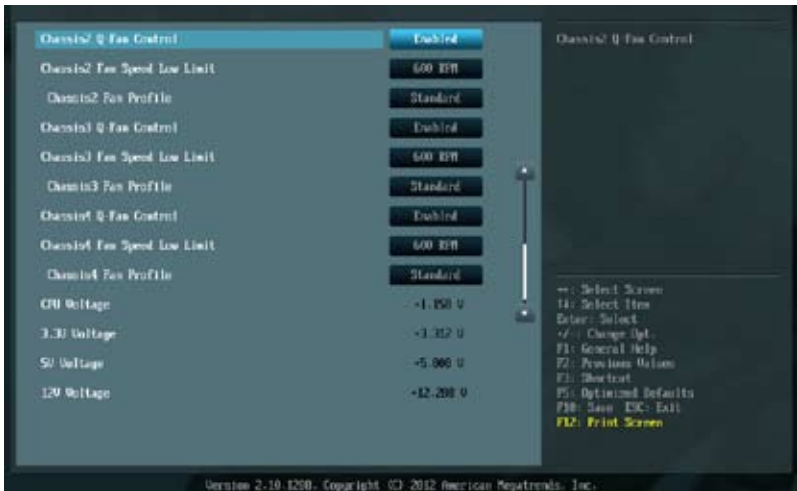 Chassis2 Q-Fan Control Enabled
Chassis2 Fan Speed Low Limit 600 RPM
Chassis2 Fan Profile Standard
Chassis3 Q-Fan Control Enabled
Chassis3 Fan Speed Low Limit 600 RPM
Chassis3 Fan Profile Standard
Chassis4 Q-Fan Control Enabled
Chassis4 Fan Speed Low Limit 600 RPM
Chassis4 Fan Profile Standard
CPU Voltage
3.3V Voltage +3.312 V
5V Voltage
12V Voltage
Chassis2 Q-Fan Control
: Select Screen
: Select Item
Enter: Select
+/-: Change Opt.
F1: General Help
F2: Previous Values
F3: Shortcut
F5: Optimized Defaults
F10: Save ESC: Exit
F12: Print Screen
Version 2.10.1208. Copyright (C) 2012 American Megatrends, Inc.